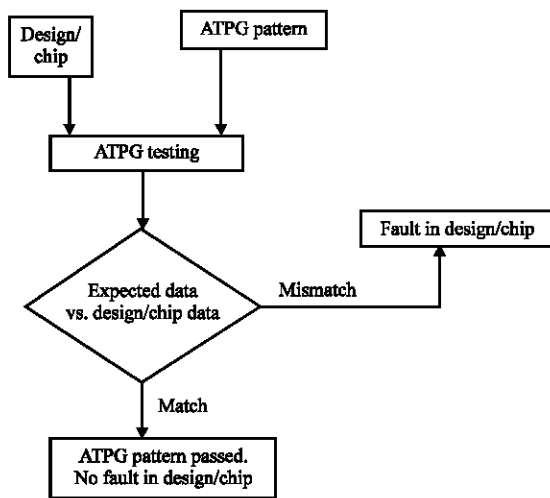 Design/
chip
ATPG pattern
ATPG testing
Fault in design/chip
Expected data
vs. design/chip data
Mismatch
Match
ATPG pattern passed.
No fault in design/chip